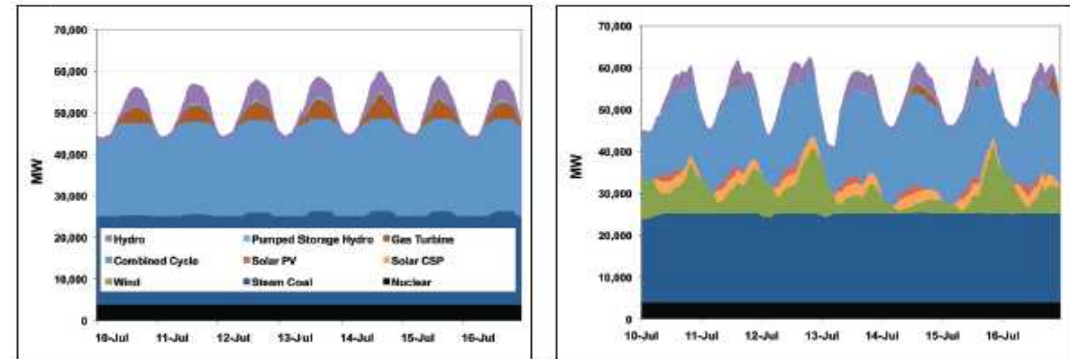 70,000
60,000
50,000
40,000
30,000
20,000
10,000
0
MW
Hydro Pumped Storage Hydro Gas Turbine
Combined Cycle Solar PV Solar CSP
Wind Steam Coal Nuclear
10-Jul 11-Jul 12-Jul 13-Jul 14-Jul 15-Jul 16-Jul
70,000
60,000
50,000
40,000
30,000
20,000
10,000
0
MW
10-Jul 11-Jul 12-Jul 13-Jul 14-Jul 15-Jul 16-Jul